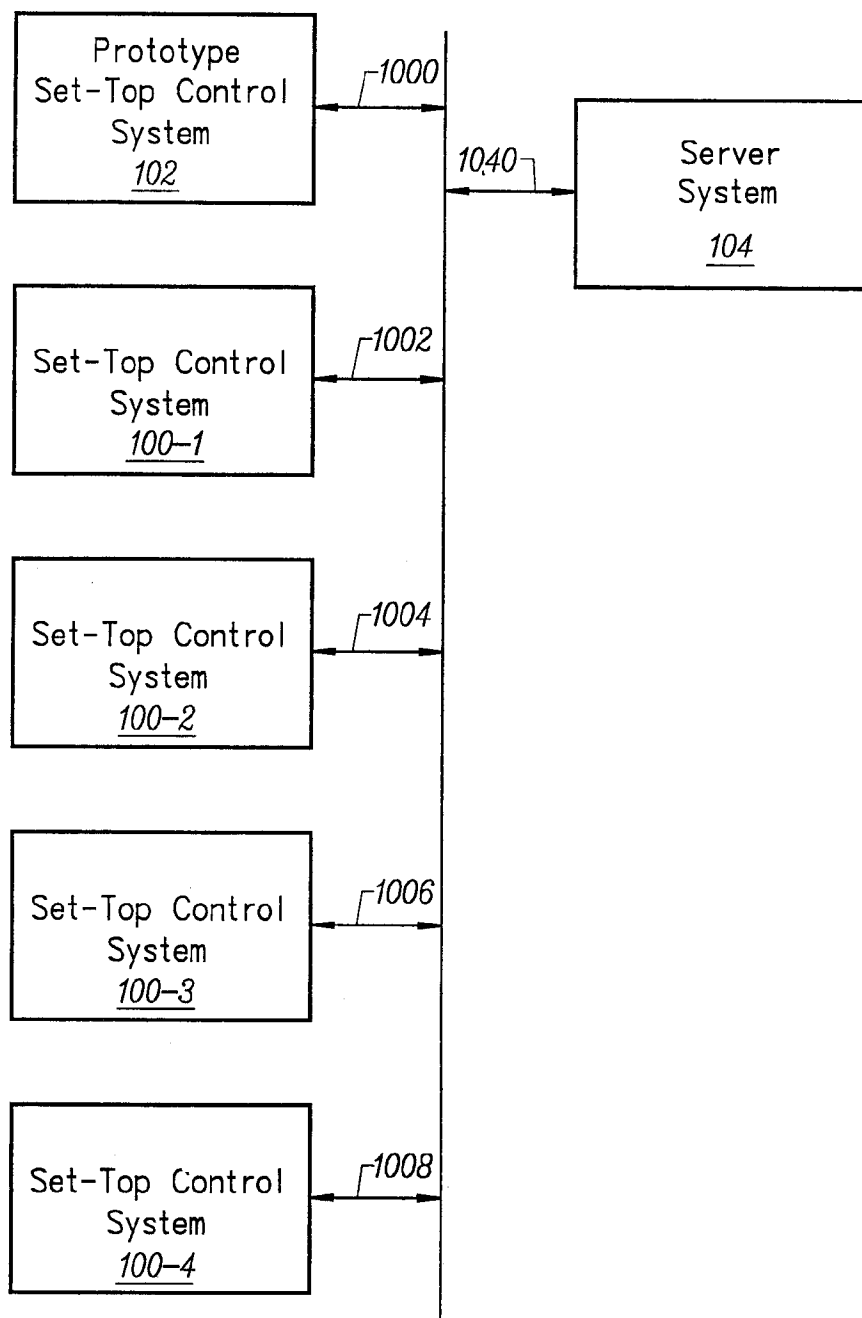 Prototype
Set-Top Control
System
102
1000
1040
Server
System
104
Set-Top Control
System
100-1
1002
Set-Top Control
System
100-2
1004
Set-Top Control
System
100-3
1006
Set-Top Control
System
100-4
1008